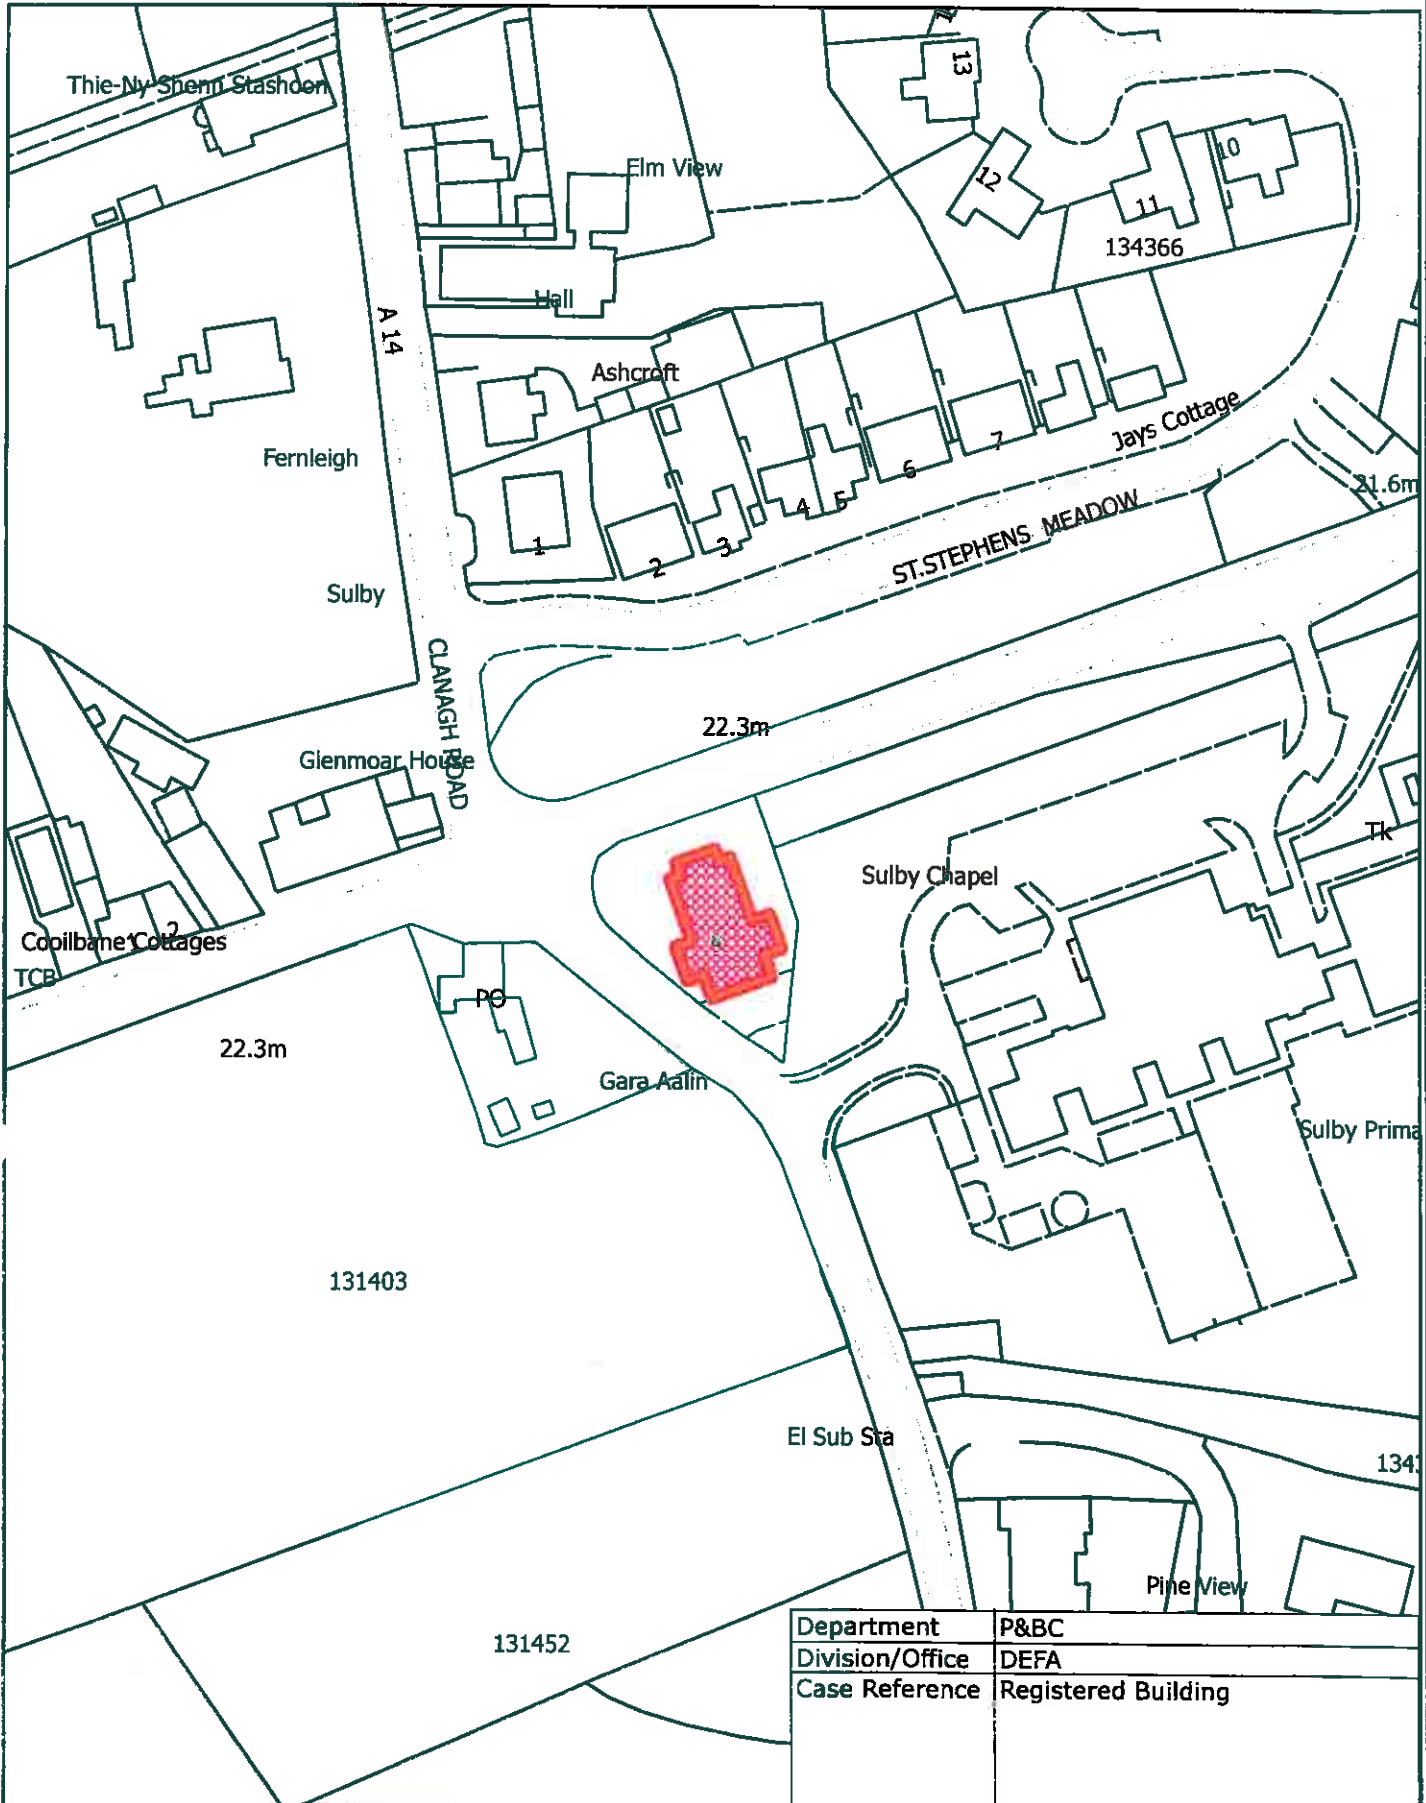 Thie-Ny-Shenn Stashoon
13
Elm View
12
10
11
134366
A 14
Hall
Ashcroft
Jays Cottage
Fernleigh
7
6
5
4
21.6m
ST.STEPHENS MEADOW
1
3
2
Sulby
CLANAGH ROAD
22.3m
Glenmoar House
Tk
Sulby Chapel
2
1
Cooilbane Cottages
TCB
PO
22.3m
Gara Aalin
Sulby Prima
131403
El Sub Sta
134
Pine View
131452
Department P&BC
Division/Office DEFA
Case Reference Registered Building